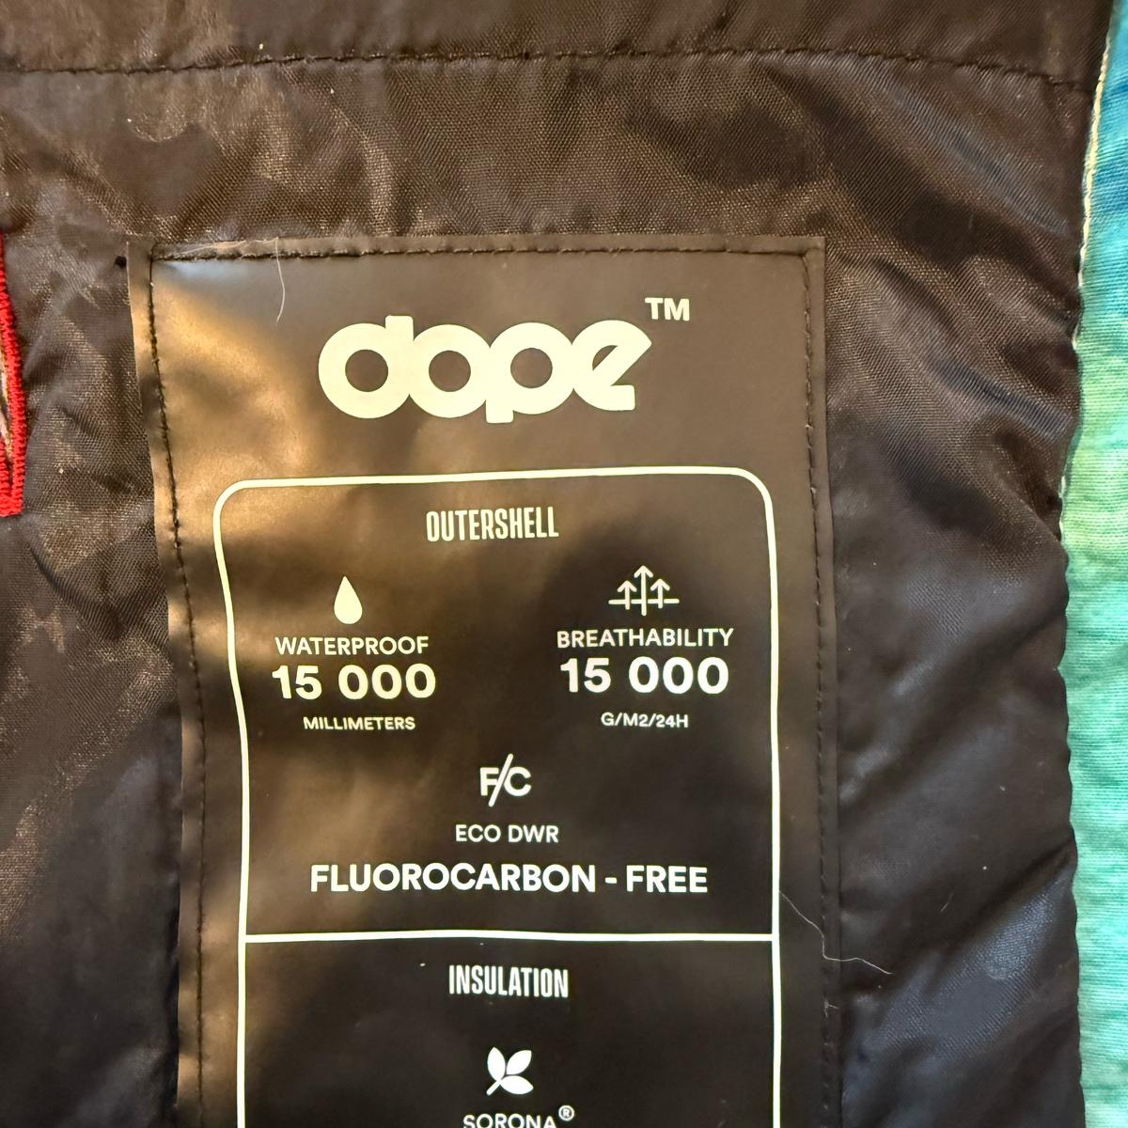 dope™
OUTERSHELL
WATERPROOF
15 000
MILLIMETERS
BREATHABILITY
15 000
G/M2/24H
F/C
ECO DWR
FLUOROCARBON - FREE
INSULATION
SORONA®